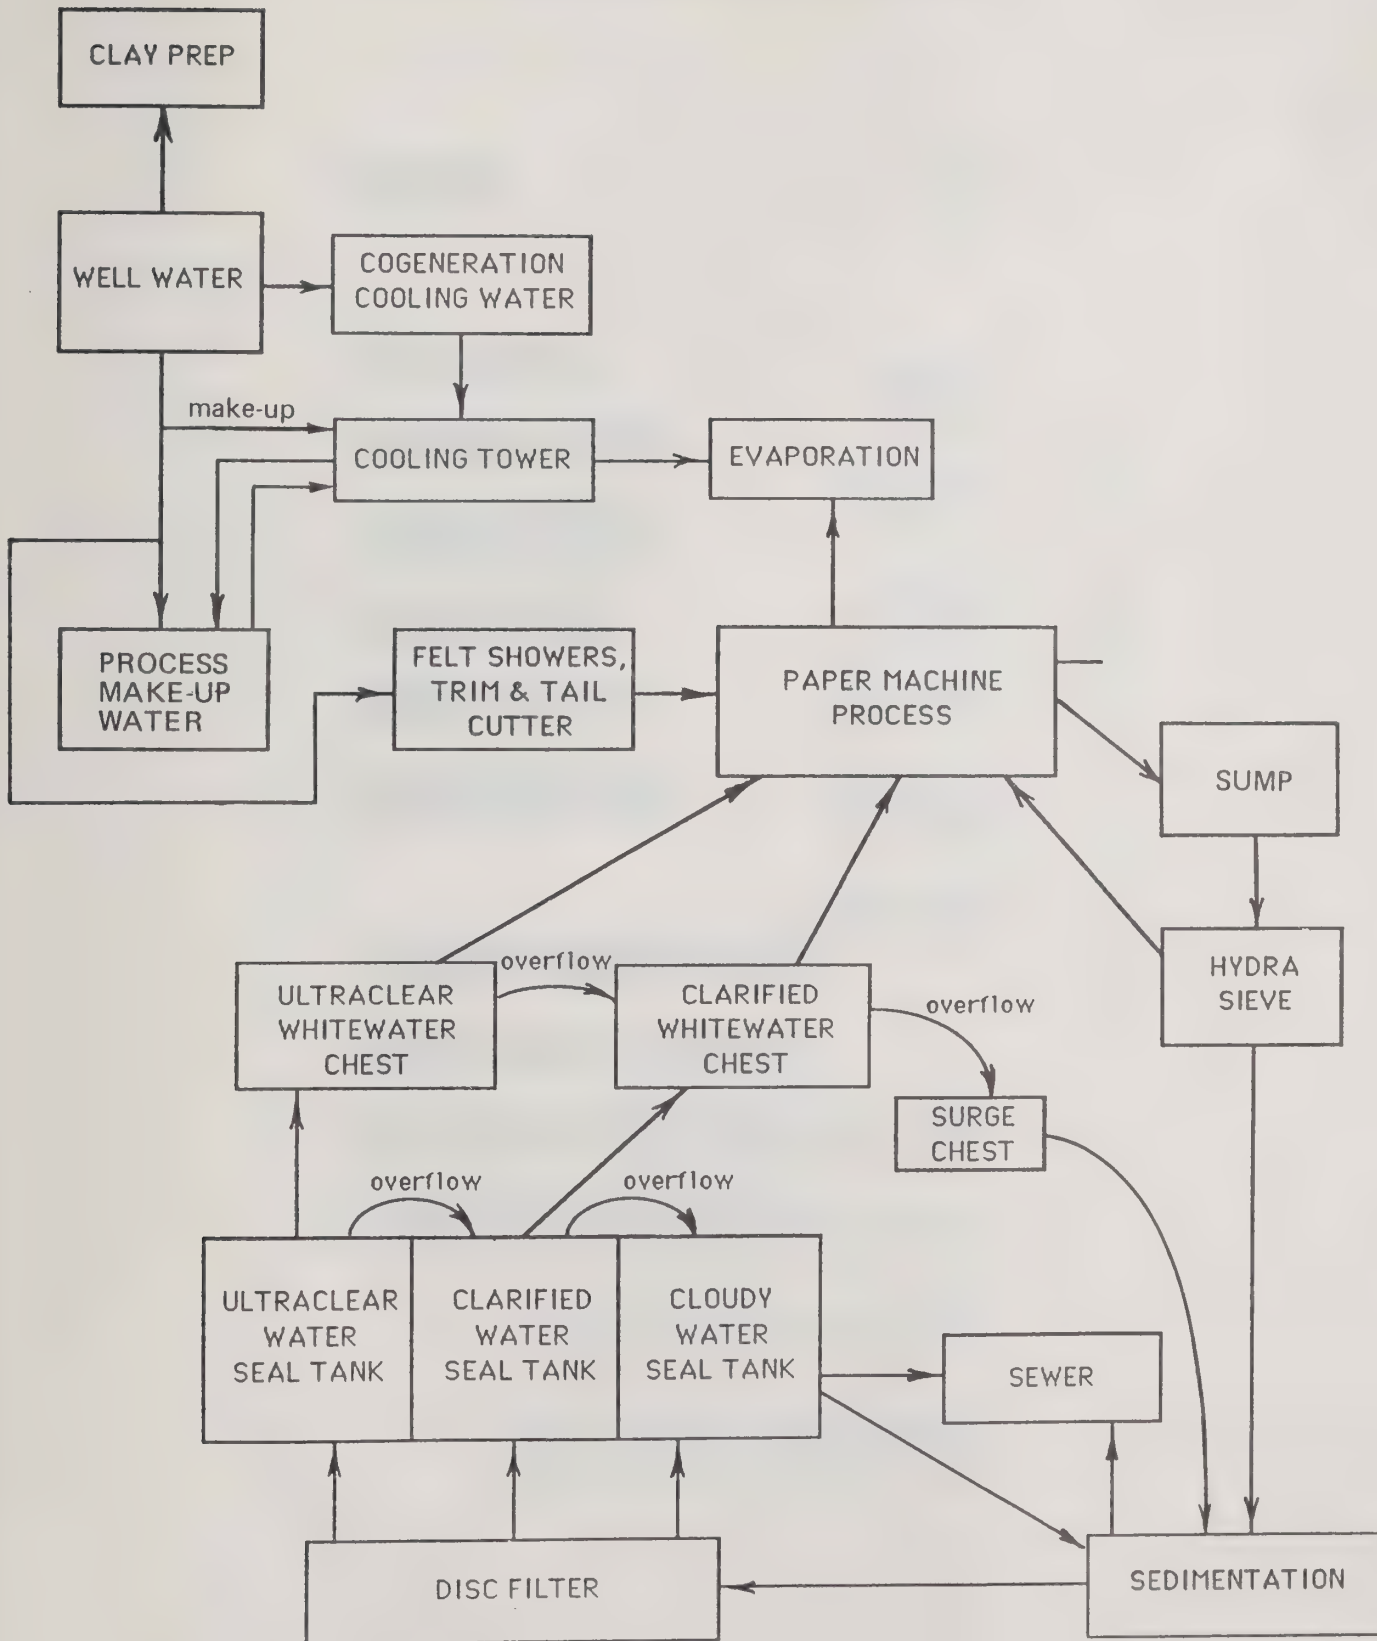 CLAY PREP
WELL WATER
COGENERATION
COOLING WATER
make-up
COOLING TOWER
EVAPORATION
PROCESS
MAKE-UP
WATER
FELT SHOWERS,
TRIM & TAIL
CUTTER
PAPER MACHINE
PROCESS
SUMP
HYDRA
SIEVE
ULTRACLEAR
WHITEWATER
CHEST
overflow
CLARIFIED
WHITEWATER
CHEST
overflow
SURGE
CHEST
overflow
overflow
ULTRACLEAR
WATER
SEAL TANK
CLARIFIED
WATER
SEAL TANK
CLOUDY
WATER
SEAL TANK
SEWER
DISC FILTER
SEDIMENTATION